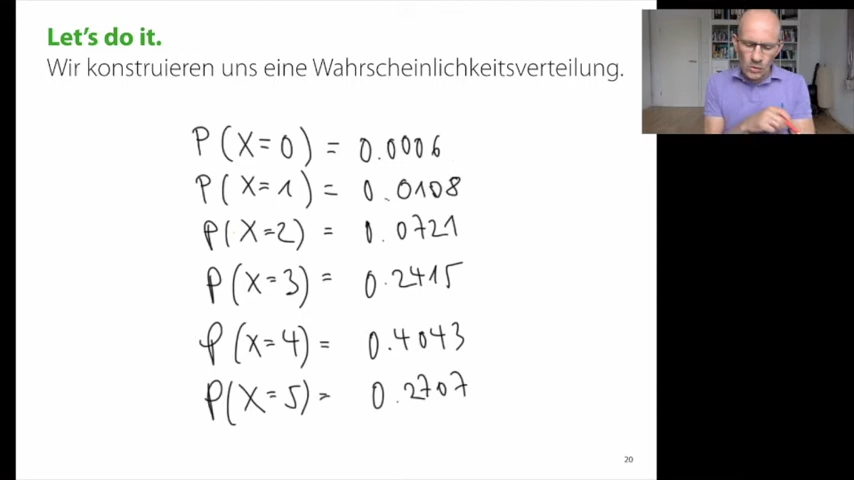 Let's do it.
Wir konstruieren uns eine Wahrscheinlichkeitsverteilung.
P(X=0) = 0.0006
P(X=1) = 0.0108
P(X=2) = 0.0721
P(X=3) = 0.2415
P(X=4) = 0.4043
P(X=5) = 0.2707
20